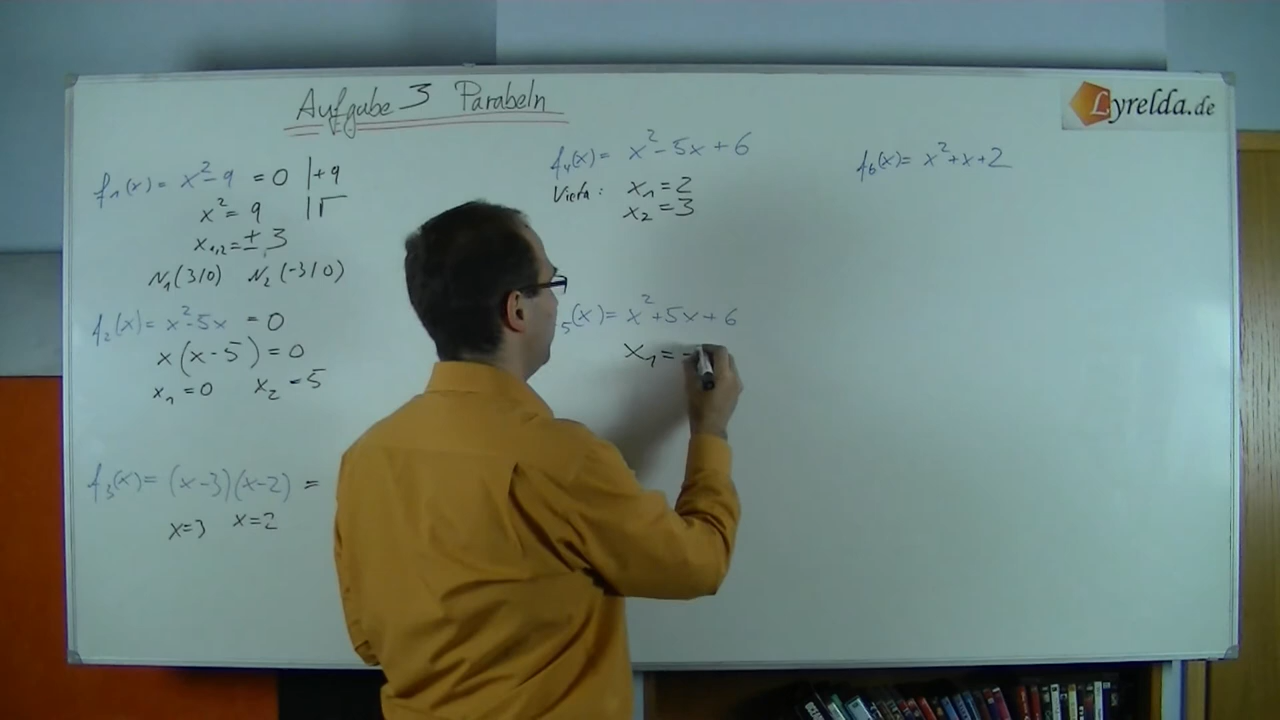 Aufgabe 3 Parabeln
Lyrelda.de
f₁(x) = x²-9 = 0 |+9
x² = 9 |√
x₁,₂ = ± 3
N₁(3/0) N₂(-3/0)
f₂(x) = x²-5x = 0
x(x-5) = 0
x₁ = 0 x₂ = 5
f₃(x) = (x-3)(x-2) =
x=3 x=2
f₄(x) = x²-5x+6
Vieta: x₁ = 2
x₂ = 3
₅(x) = x²+5x+6
x₁ = -
f₆(x) = x²+x+2